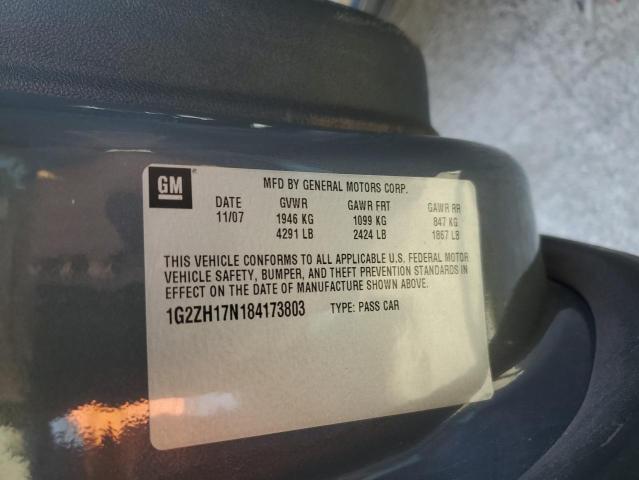 GM
MFD BY GENERAL MOTORS CORP.
DATE GVWR GAWR FRT GAWR RR
11/07 1946 KG 1099 KG 847 KG
4291 LB 2424 LB 1867 LB
THIS VEHICLE CONFORMS TO ALL APPLICABLE U.S. FEDERAL MOTOR
VEHICLE SAFETY, BUMPER, AND THEFT PREVENTION STANDARDS IN
EFFECT ON THE DATE OF MANUFACTURE SHOWN ABOVE.
1G2ZH17N184173803 TYPE: PASS CAR